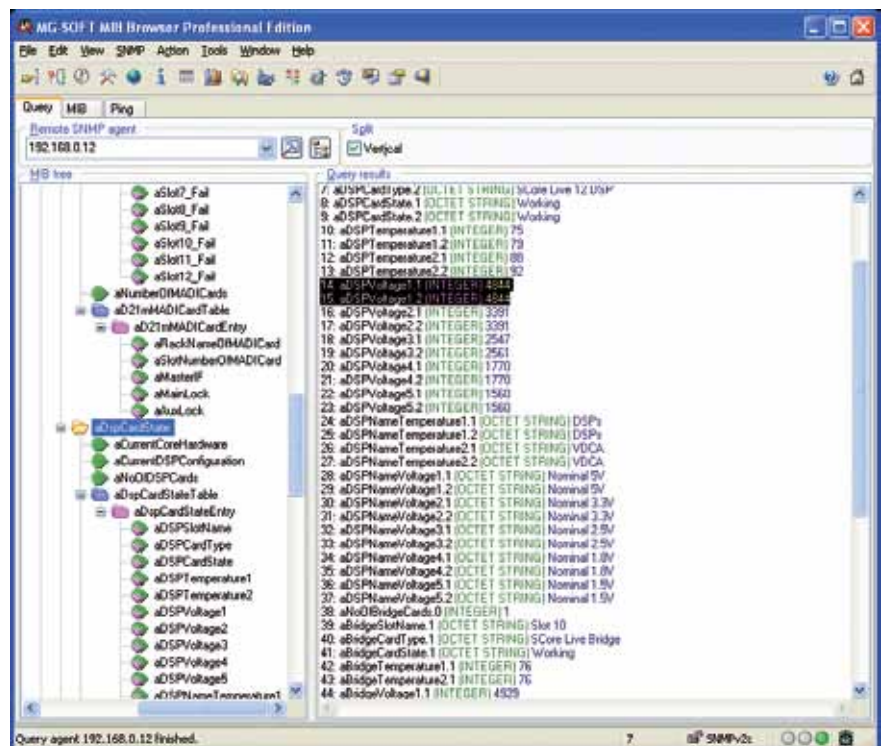 MG-SOFT MIB Browser Professional Edition
File Edit View SNMP Action Tools Window Help
Query MIB Ping
Remote SNMP agent
192.168.0.12
Split
Vertical
MIB tree
aSlot7_Fail
aSlot8_Fail
aSlot9_Fail
aSlot10_Fail
aSlot11_Fail
aSlot12_Fail
aNumberOfMADICards
aD21mMADICardTable
aD21mMADICardEntry
aRackNameOfMADICard
aSlotNumberOfMADICard
aMasterIF
aMainLock
aAuxLock
aDspCardState
aCurrentCoreHardware
aCurrentDSPConfiguration
aNoOfDSPCards
aDspCardStateTable
aDspCardStateEntry
aDSPSlotName
aDSPCardType
aDSPCardState
aDSPTemperature1
aDSPTemperature2
aDSPVoltage1
aDSPVoltage2
aDSPVoltage3
aDSPVoltage4
aDSPVoltage5
aDSPNameTemperature1
Query results
7: aDSPCardType.2 (OCTET STRING) SCore Live 12 DSP
8: aDSPCardState.1 (OCTET STRING) Working
9: aDSPCardState.2 (OCTET STRING) Working
10: aDSPTemperature1.1 (INTEGER) 75
11: aDSPTemperature1.2 (INTEGER) 79
12: aDSPTemperature2.1 (INTEGER) 88
13: aDSPTemperature2.2 (INTEGER) 92
14: aDSPVoltage1.1 (INTEGER) 4844
15: aDSPVoltage1.2 (INTEGER) 4844
16: aDSPVoltage2.1 (INTEGER) 3391
17: aDSPVoltage2.2 (INTEGER) 3391
18: aDSPVoltage3.1 (INTEGER) 2547
19: aDSPVoltage3.2 (INTEGER) 2561
20: aDSPVoltage4.1 (INTEGER) 1770
21: aDSPVoltage4.2 (INTEGER) 1770
22: aDSPVoltage5.1 (INTEGER) 1560
23: aDSPVoltage5.2 (INTEGER) 1560
24: aDSPNameTemperature1.1 (OCTET STRING) DSPs
25: aDSPNameTemperature1.2 (OCTET STRING) DSPs
26: aDSPNameTemperature2.1 (OCTET STRING) VDCA
27: aDSPNameTemperature2.2 (OCTET STRING) VDCA
28: aDSPNameVoltage1.1 (OCTET STRING) Nominal 5V
29: aDSPNameVoltage1.2 (OCTET STRING) Nominal 5V
30: aDSPNameVoltage2.1 (OCTET STRING) Nominal 3.3V
31: aDSPNameVoltage2.2 (OCTET STRING) Nominal 3.3V
32: aDSPNameVoltage3.1 (OCTET STRING) Nominal 2.5V
33: aDSPNameVoltage3.2 (OCTET STRING) Nominal 2.5V
34: aDSPNameVoltage4.1 (OCTET STRING) Nominal 1.8V
35: aDSPNameVoltage4.2 (OCTET STRING) Nominal 1.8V
36: aDSPNameVoltage5.1 (OCTET STRING) Nominal 1.5V
37: aDSPNameVoltage5.2 (OCTET STRING) Nominal 1.5V
38: aNoOfBridgeCards.0 (INTEGER) 1
39: aBridgeSlotName.1 (OCTET STRING) Slot 10
40: aBridgeCardType.1 (OCTET STRING) SCore Live Bridge
41: aBridgeCardState.1 (OCTET STRING) Working
42: aBridgeTemperature1.1 (INTEGER) 76
43: aBridgeTemperature2.1 (INTEGER) 76
44: aBridgeVoltage1.1 (INTEGER) 4929
Query agent 192.168.0.12 finished.
7
SNMPv2c